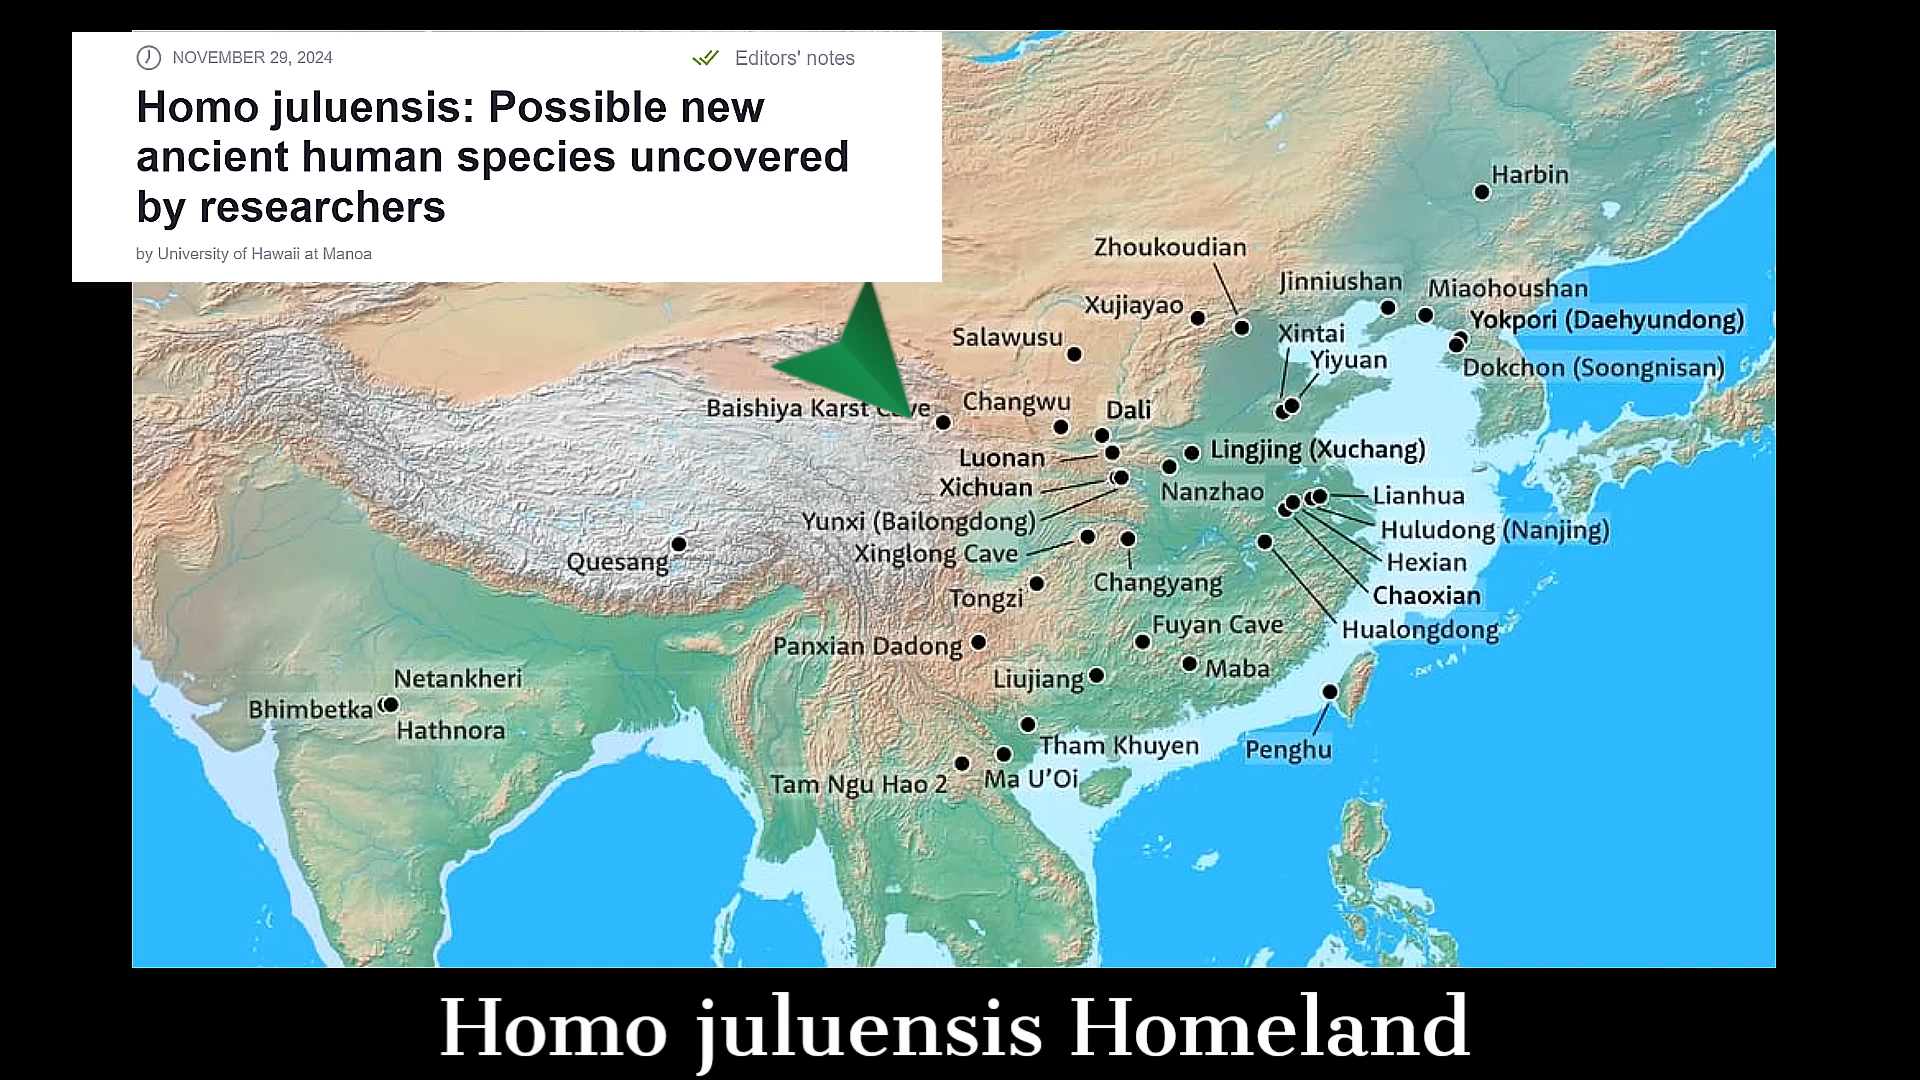 NOVEMBER 29, 2024
Editors' notes
Homo juluensis: Possible new
ancient human species uncovered
by researchers
by University of Hawaii at Manoa
Harbin
Zhoukoudian
Jinniushan
Miaohoushan
Xujiayao
Yokpori (Daehyundong)
Salawusu
Xintai
Yiyuan
Dokchon (Soongnisan)
Baishiya Karst Cave
Changwu
Dali
Lingjing (Xuchang)
Luonan
Xichuan
Nanzhao
Lianhua
Yunxi (Bailongdong)
Huludong (Nanjing)
Xinglong Cave
Quesang
Hexian
Changyang
Tongzi
Chaoxian
Fuyan Cave
Hualongdong
Panxian Dadong
Maba
Liujiang
Netankheri
Bhimbetka
Hathnora
Tham Khuyen
Penghu
Ma U'Oi
Tam Ngu Hao 2
Homo juluensis Homeland